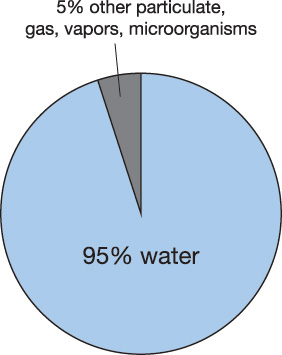 5% other particulate,
gas, vapors, microorganisms
95% water